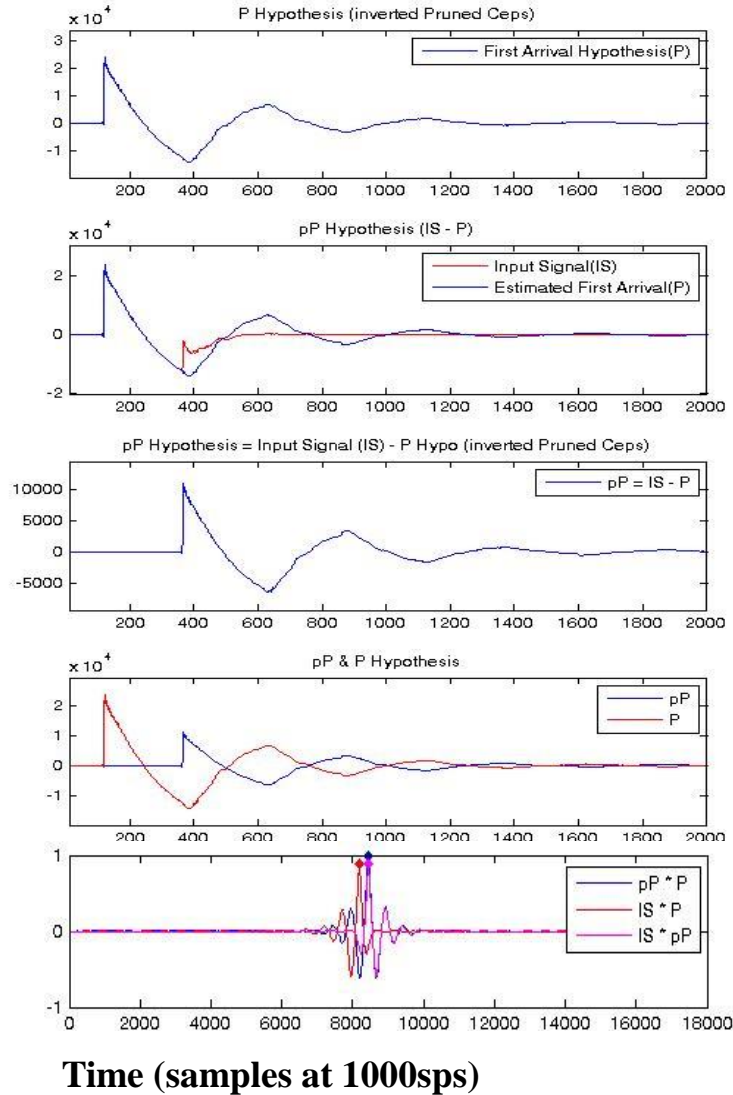 P Hypothesis (inverted Pruned Ceps)
x 10^4
First Arrival Hypothesis(P)
3
2
1
0
-1
200 400 600 800 1000 1200 1400 1600 1800 2000
pP Hypothesis (IS - P)
x 10^4
Input Signal(IS)
Estimated First Arrival(P)
2
0
-2
200 400 600 800 1000 1200 1400 1600 1800 2000
pP Hypothesis = Input Signal (IS) - P Hypo (inverted Pruned Ceps)
pP = IS - P
10000
5000
0
-5000
200 400 600 800 1000 1200 1400 1600 1800 2000
pP & P Hypothesis
x 10^4
pP
P
2
1
0
-1
200 400 600 800 1000 1200 1400 1600 1800 2000
pP * P
IS * P
IS * pP
1
0
-1
0 2000 4000 6000 8000 10000 12000 14000 16000 18000
Time (samples at 1000sps)